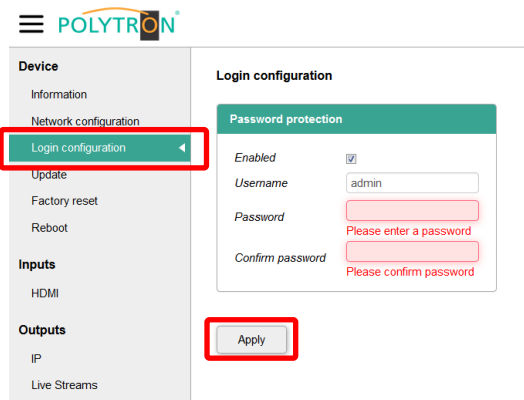 POLYTRON
Device
Information
Network configuration
Login configuration
Update
Factory reset
Reboot
Inputs
HDMI
Outputs
IP
Live Streams
Login configuration
Password protection
Enabled
Username admin
Password
Please enter a password
Confirm password
Please confirm password
Apply